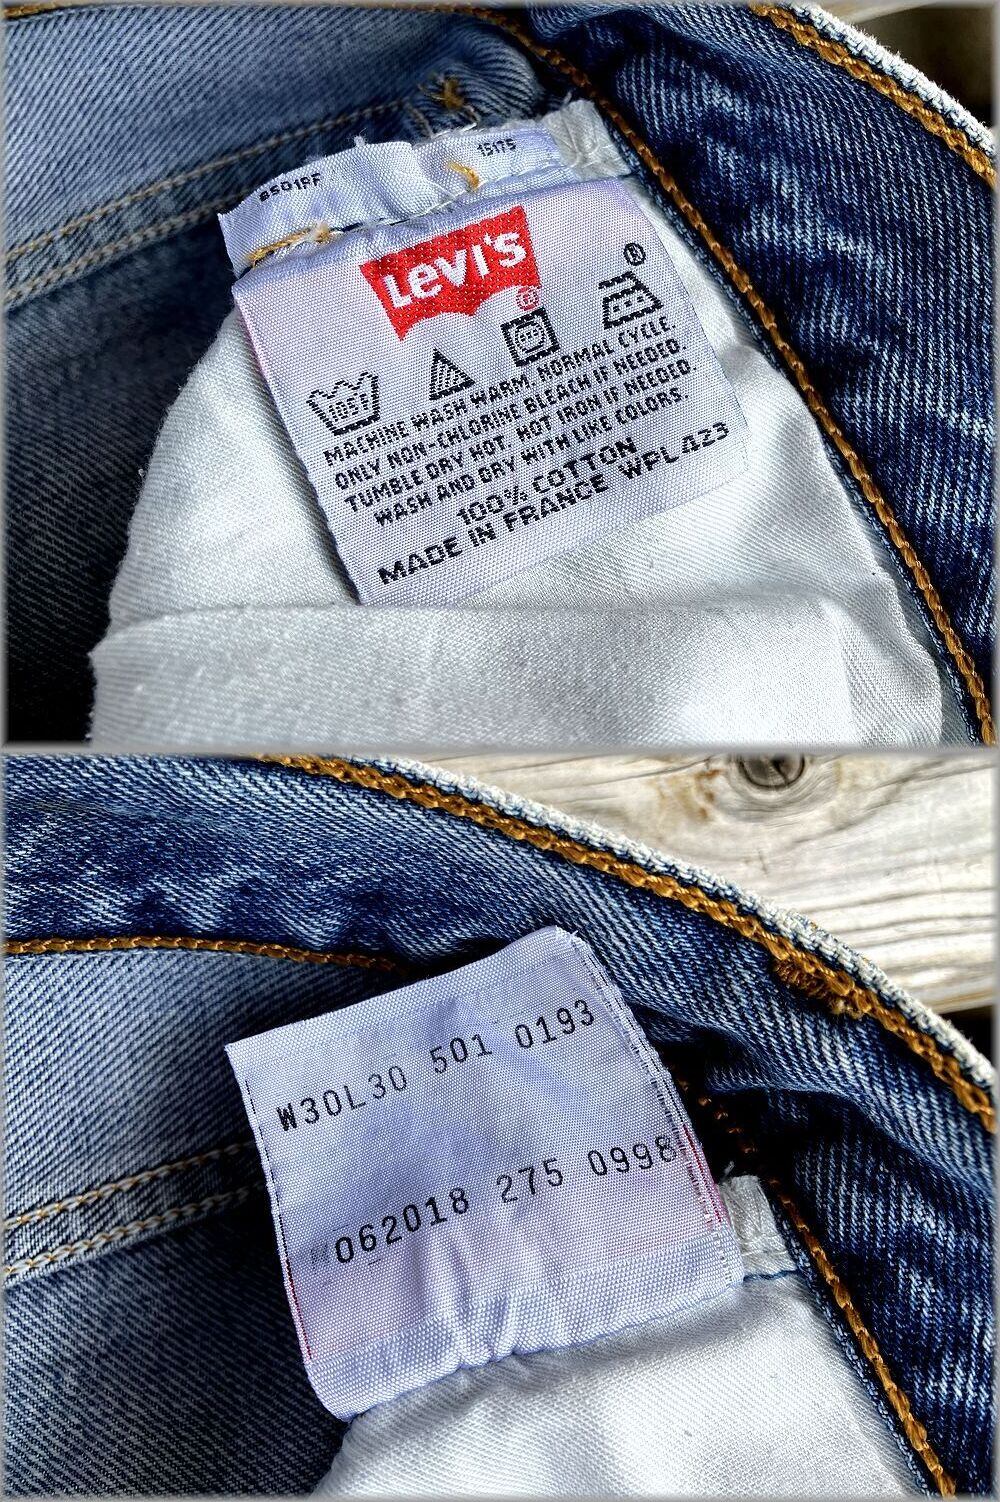 15175
Levi's
®
®
MACHINE WASH WARM. NORMAL CYCLE.
ONLY NON-CHLORINE BLEACH IF NEEDED.
TUMBLE DRY HOT. HOT IRON IF NEEDED.
WASH AND DRY WITH LIKE COLORS.
100% COTTON
MADE IN FRANCE WPL 423
W30L30 501 0193
062018 275 0998